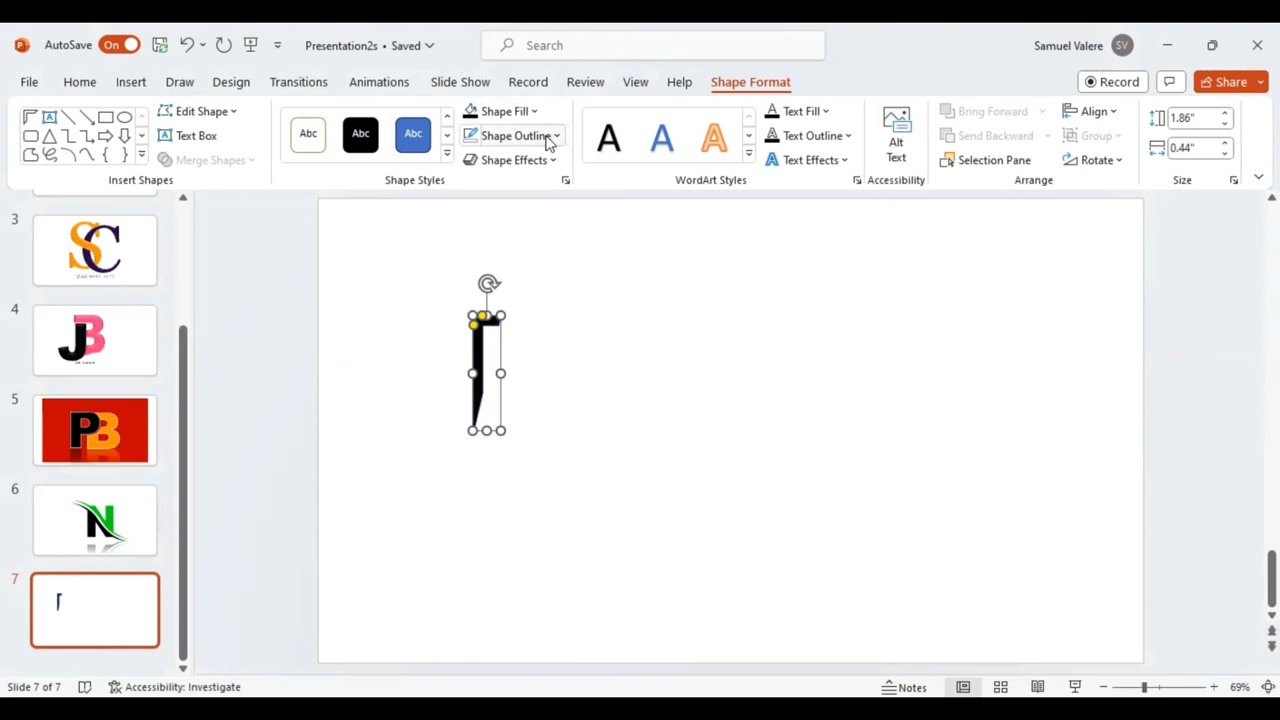 AutoSave On Presentation2s • Saved Search Samuel Valere SV
File Home Insert Draw Design Transitions Animations Slide Show Record Review View Help Shape Format Record Share
Edit Shape Text Box Merge Shapes
Insert Shapes
Abc Abc Abc
Shape Fill Shape Outline Shape Effects
Shape Styles
A A A
Text Fill Text Outline Text Effects
WordArt Styles
Alt Text
Accessibility
Bring Forward Send Backward Selection Pane Align Group Rotate
Arrange
1.86"
0.44"
Size
3
SC
4
JB
5
PB
6
N
7
Slide 7 of 7 Accessibility: Investigate Notes 69%